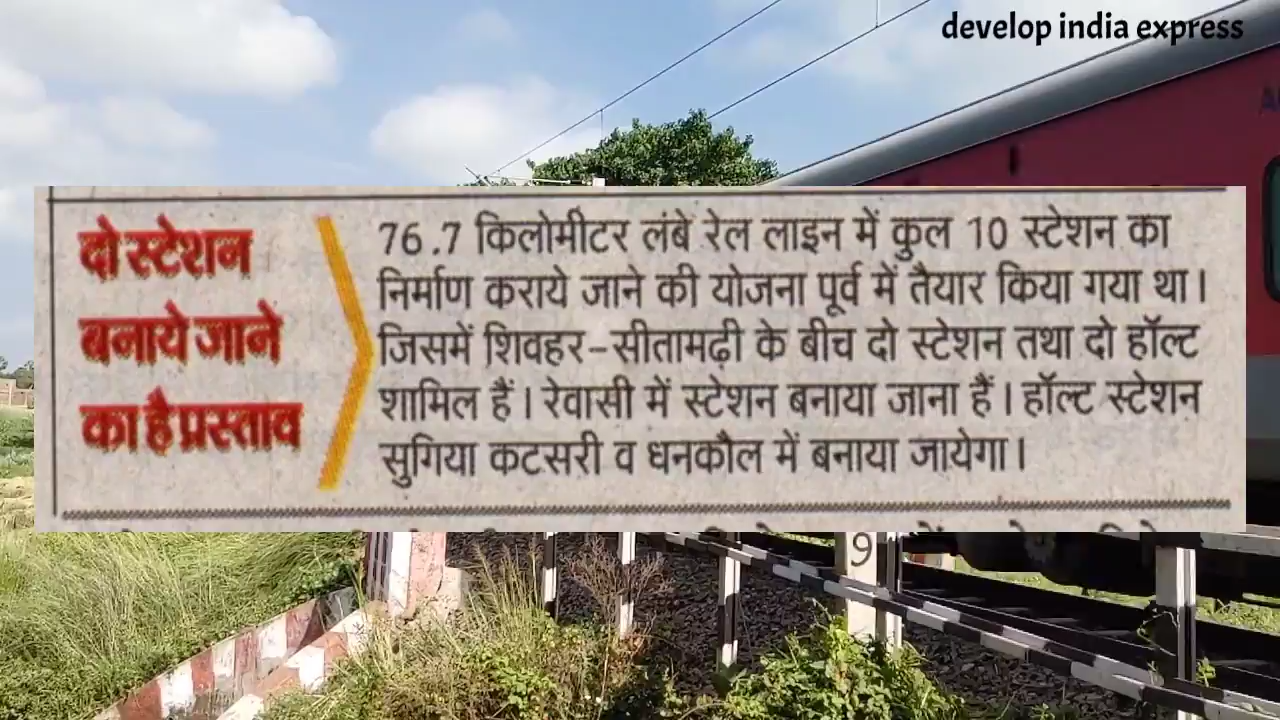 develop india express
दो स्टेशन
बनाये जाने
का है प्रस्ताव
76.7 किलोमीटर लंबे रेल लाइन में कुल 10 स्टेशन का
निर्माण कराये जाने की योजना पूर्व में तैयार किया गया था।
जिसमें शिवहर-सीतामढ़ी के बीच दो स्टेशन तथा दो हॉल्ट
शामिल हैं। रेवासी में स्टेशन बनाया जाना हैं। हॉल्ट स्टेशन
सुगिया कटसरी व धनकौल में बनाया जायेगा।
9